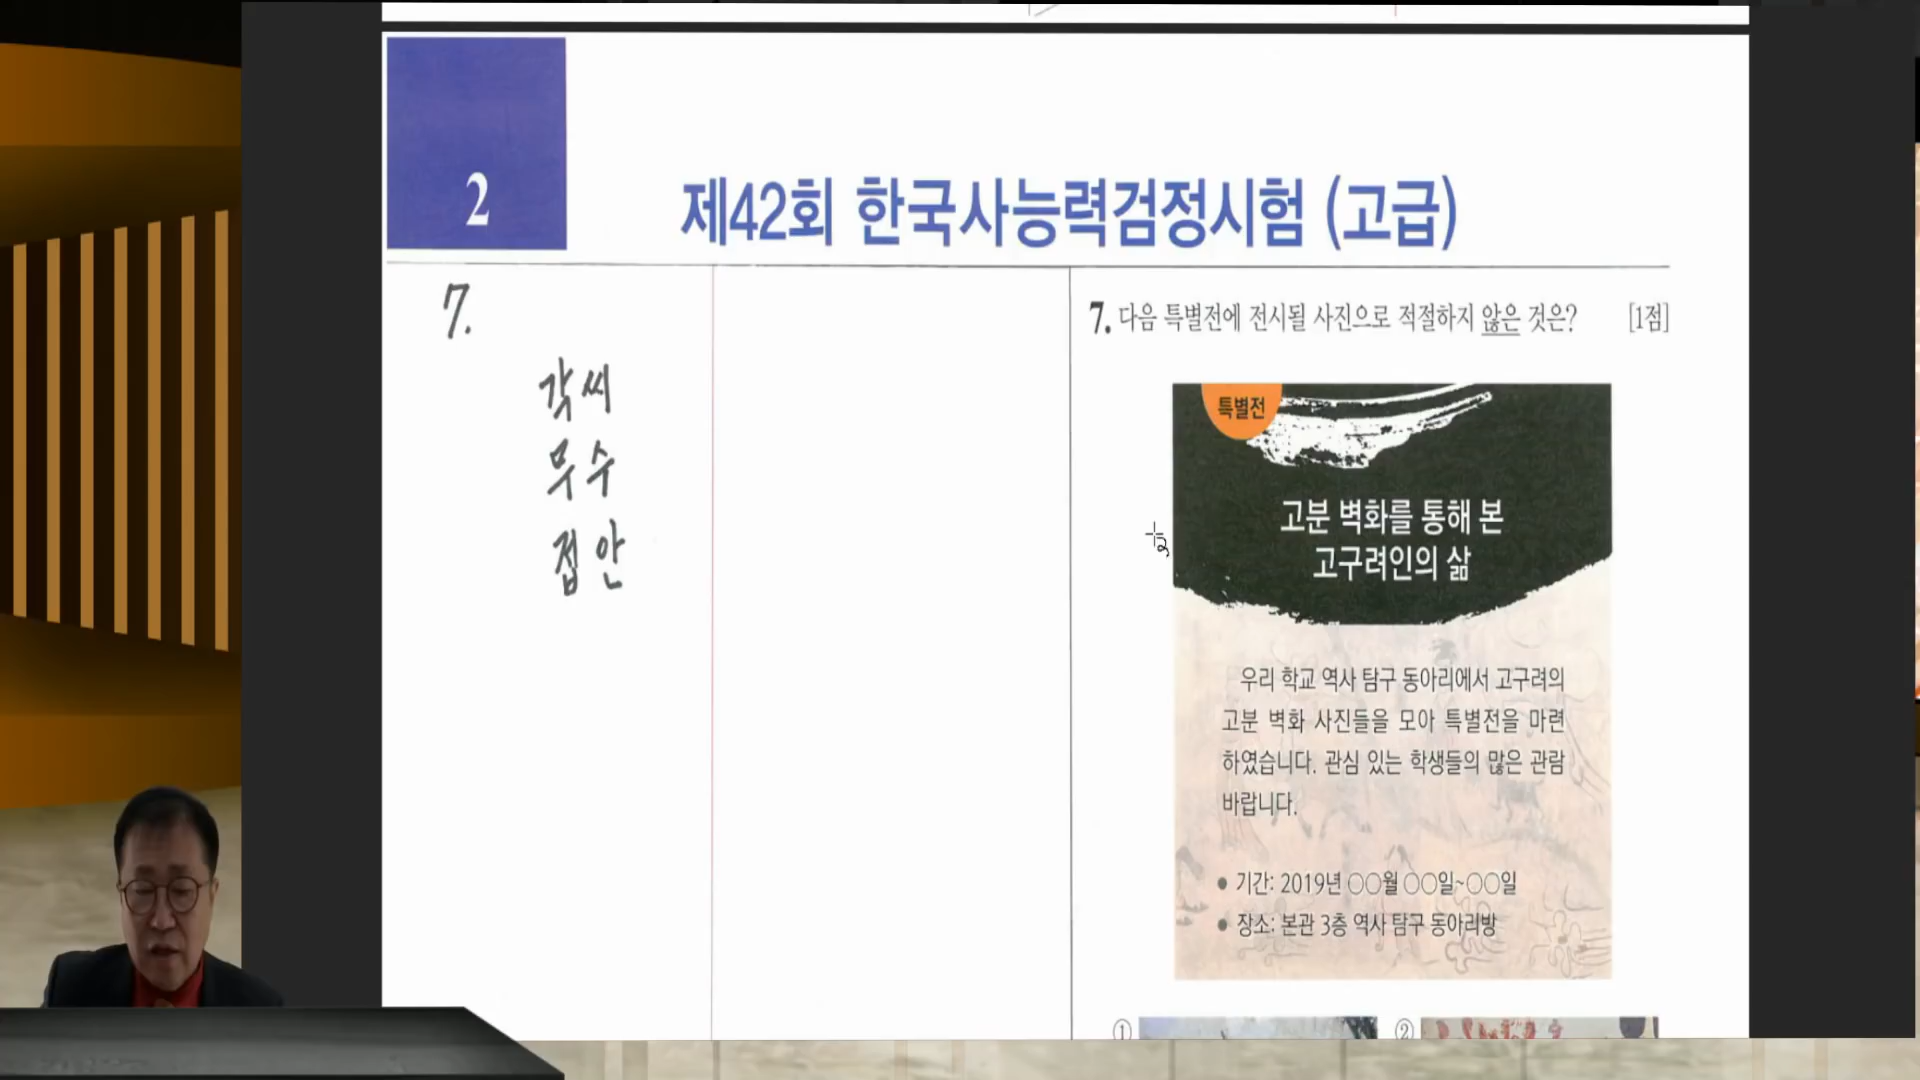 2
제42회 한국사능력검정시험 (고급)
7.
각씨
무수
접안
7. 다음 특별전에 전시될 사진으로 적절하지 않은 것은? [1점]
특별전
고분 벽화를 통해 본
고구려인의 삶
우리 학교 역사 탐구 동아리에서 고구려의
고분 벽화 사진들을 모아 특별전을 마련
하였습니다. 관심 있는 학생들의 많은 관람
바랍니다.
● 기간: 2019년 ○○월 ○○일~○○일
● 장소: 본관 3층 역사 탐구 동아리방
① ②